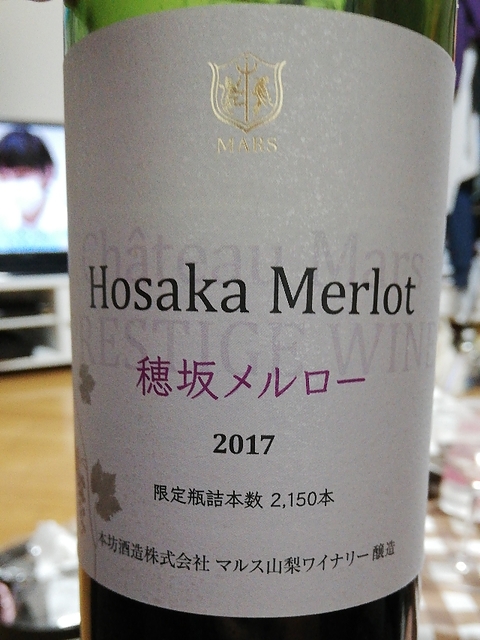 MARS
Château Mars
Hosaka Merlot
PRESTIGE WINE
穂坂メルロー
2017
限定瓶詰本数 2,150本
本坊酒造株式会社 マルス山梨ワイナリー醸造